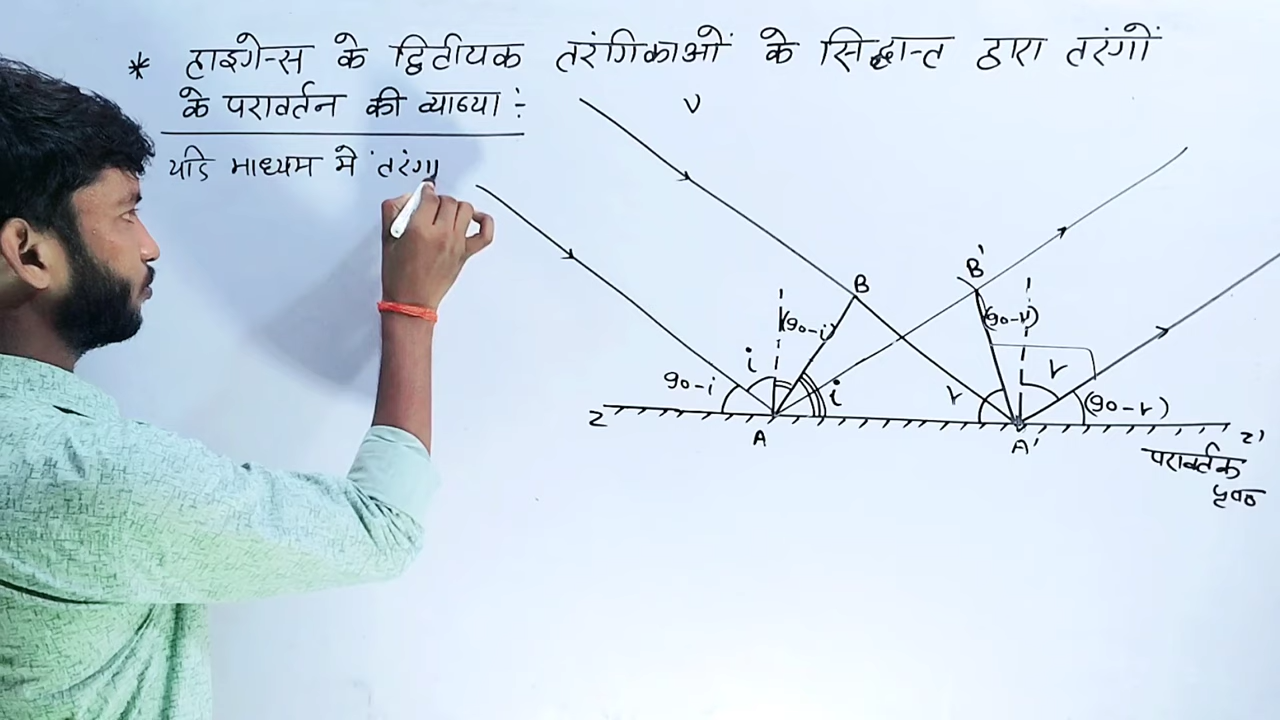 * हाइगेन्स के द्वितीयक तरंगिकाओं के सिद्धान्त द्वारा तरंगों
के परावर्तन की व्याख्या :-
यदि माध्यम में तरंगा
v
B
B'
(90-i)
(90-r)
i
r
90-i
i
r
(90-r)
Z
A
A'
Z'
परावर्तक
पृष्ठ